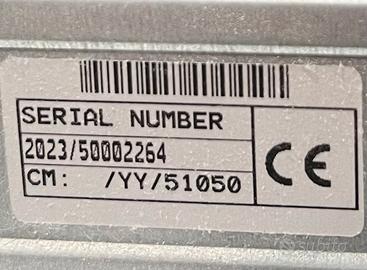 SERIAL NUMBER
2023/50002264
CM: /YY/51050
CE
subito